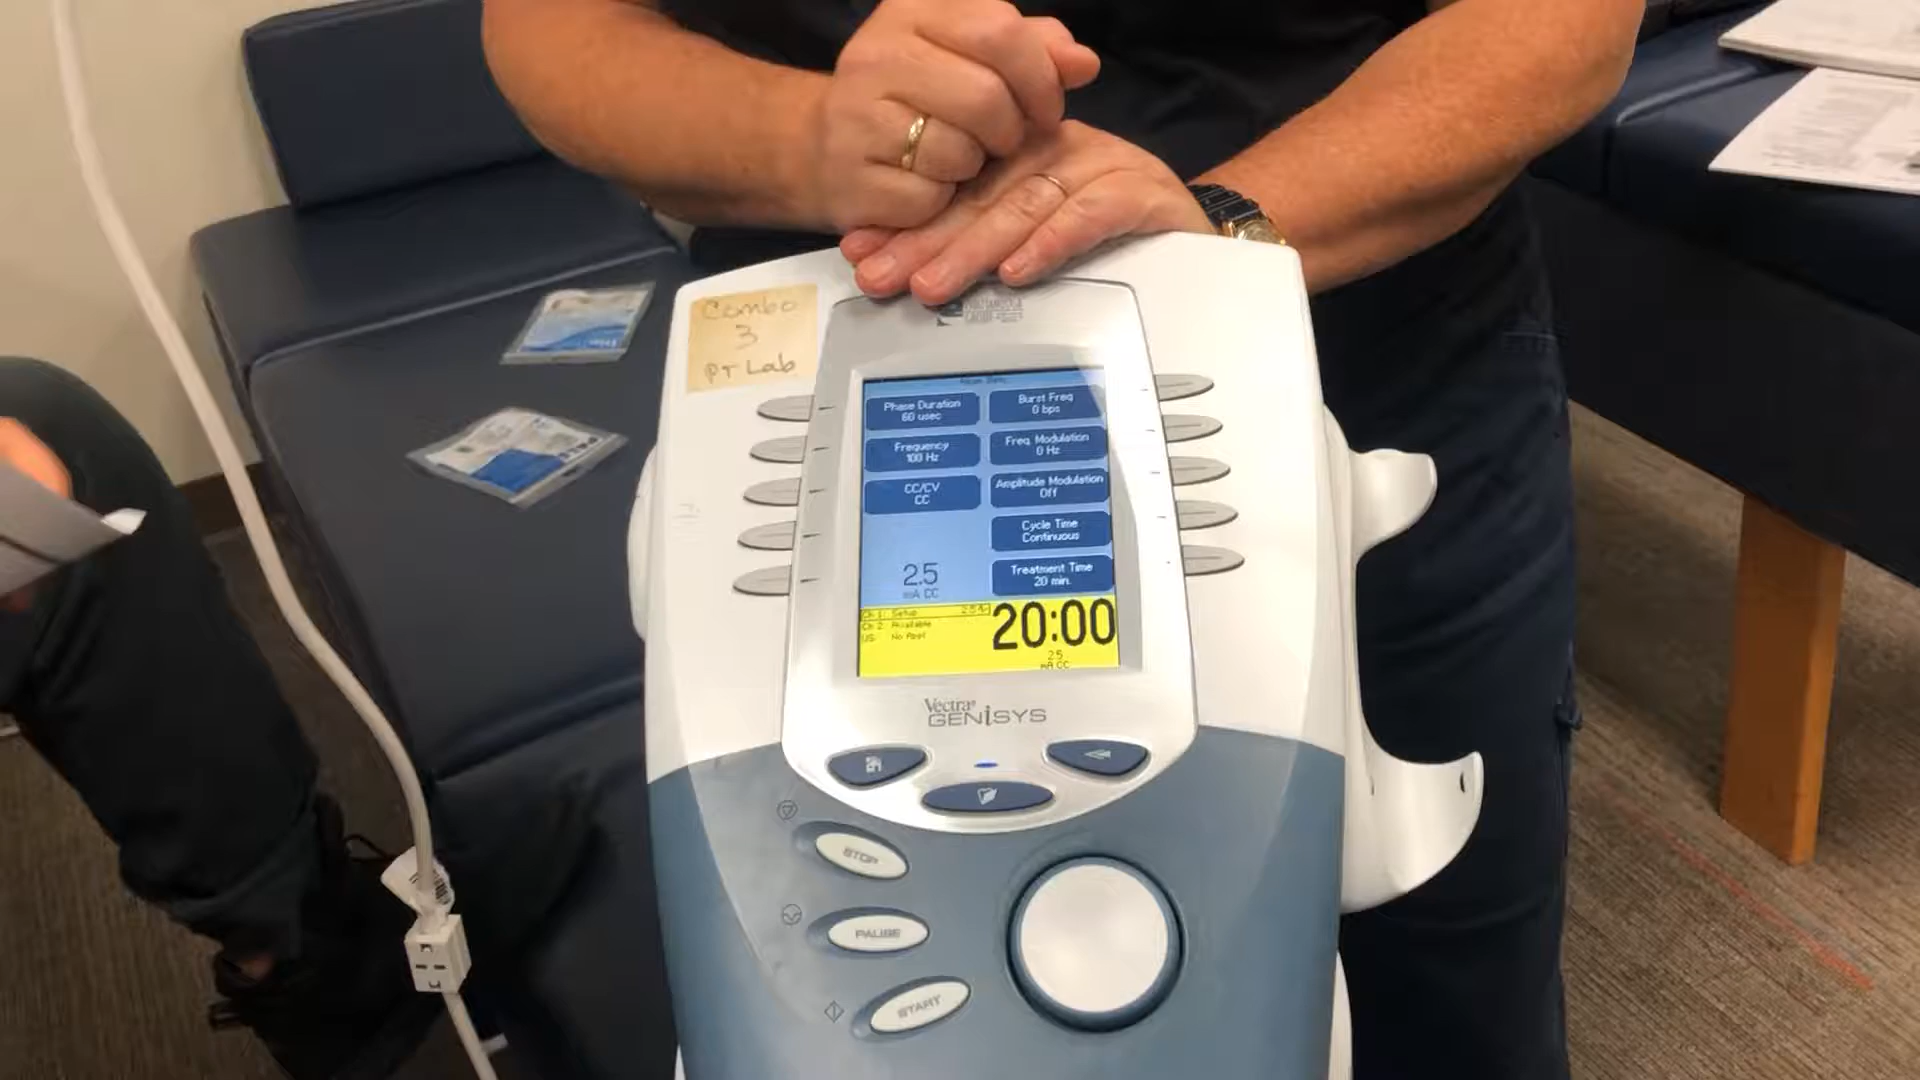 Combo
3
PT Lab
Phase Duration
60 usec
Burst Freq
0 bps
Frequency
100 Hz
Freq. Modulation
0 Hz
CC/CV
CC
Amplitude Modulation
Off
Cycle Time
Continuous
2.5
mA CC
Treatment Time
20 min.
Ch 1: Setup
Ch 2: Available
US:
20:00
2.5
mA CC
Vectra®
GENiSYS
STOP
PAUSE
START